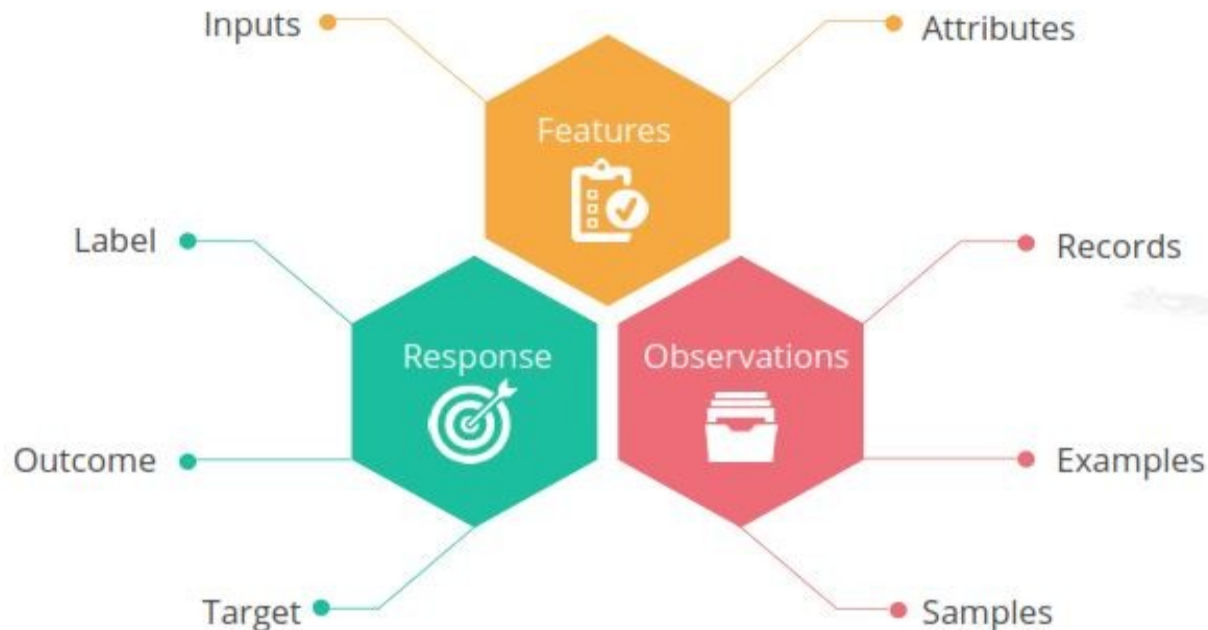 Inputs
Attributes
Features
Label
Records
Response
Observations
Outcome
Examples
Target
Samples